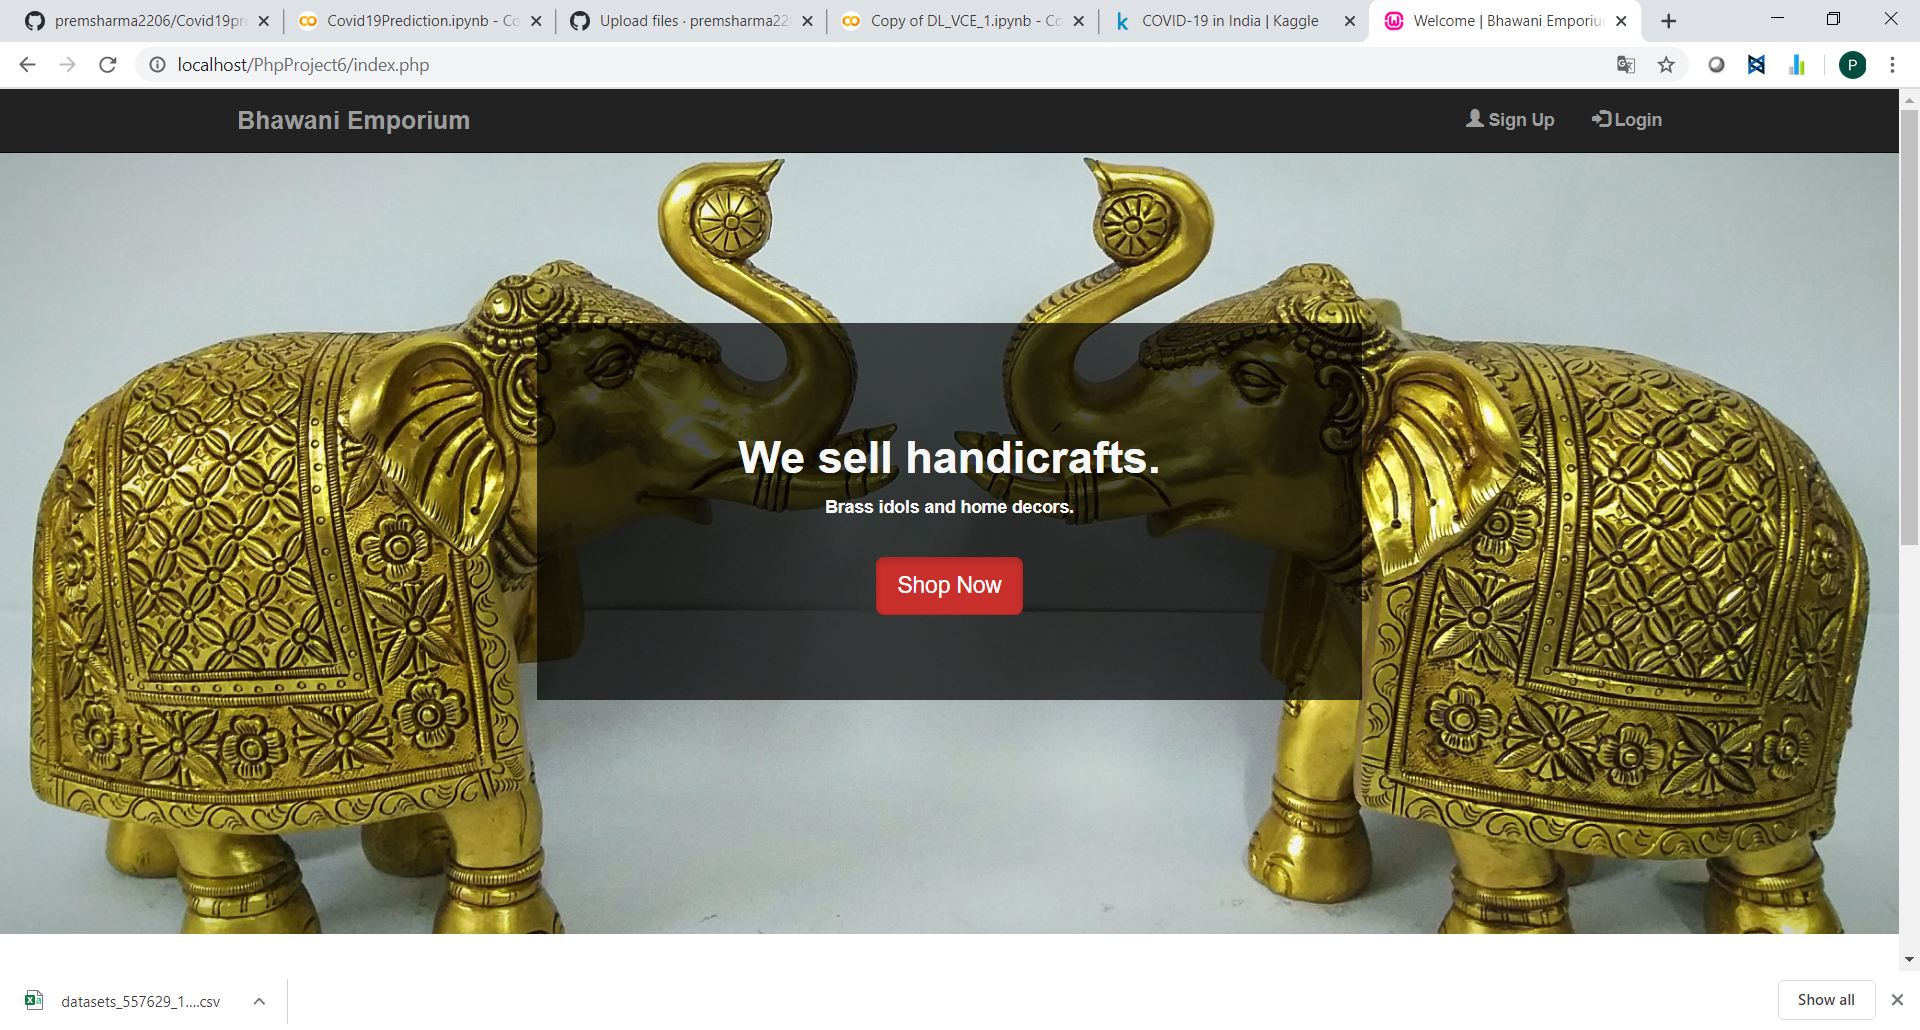 premsharma2206/Covid19pr
Covid19Prediction.ipynb - Co
Upload files · premsharma22
Copy of DL_VCE_1.ipynb - Co
COVID-19 in India | Kaggle
Welcome | Bhawani Emporiu
localhost/PhpProject6/index.php
P
Bhawani Emporium
Sign Up
Login
We sell handicrafts.
Brass idols and home decors.
Shop Now
datasets_557629_1....csv
Show all